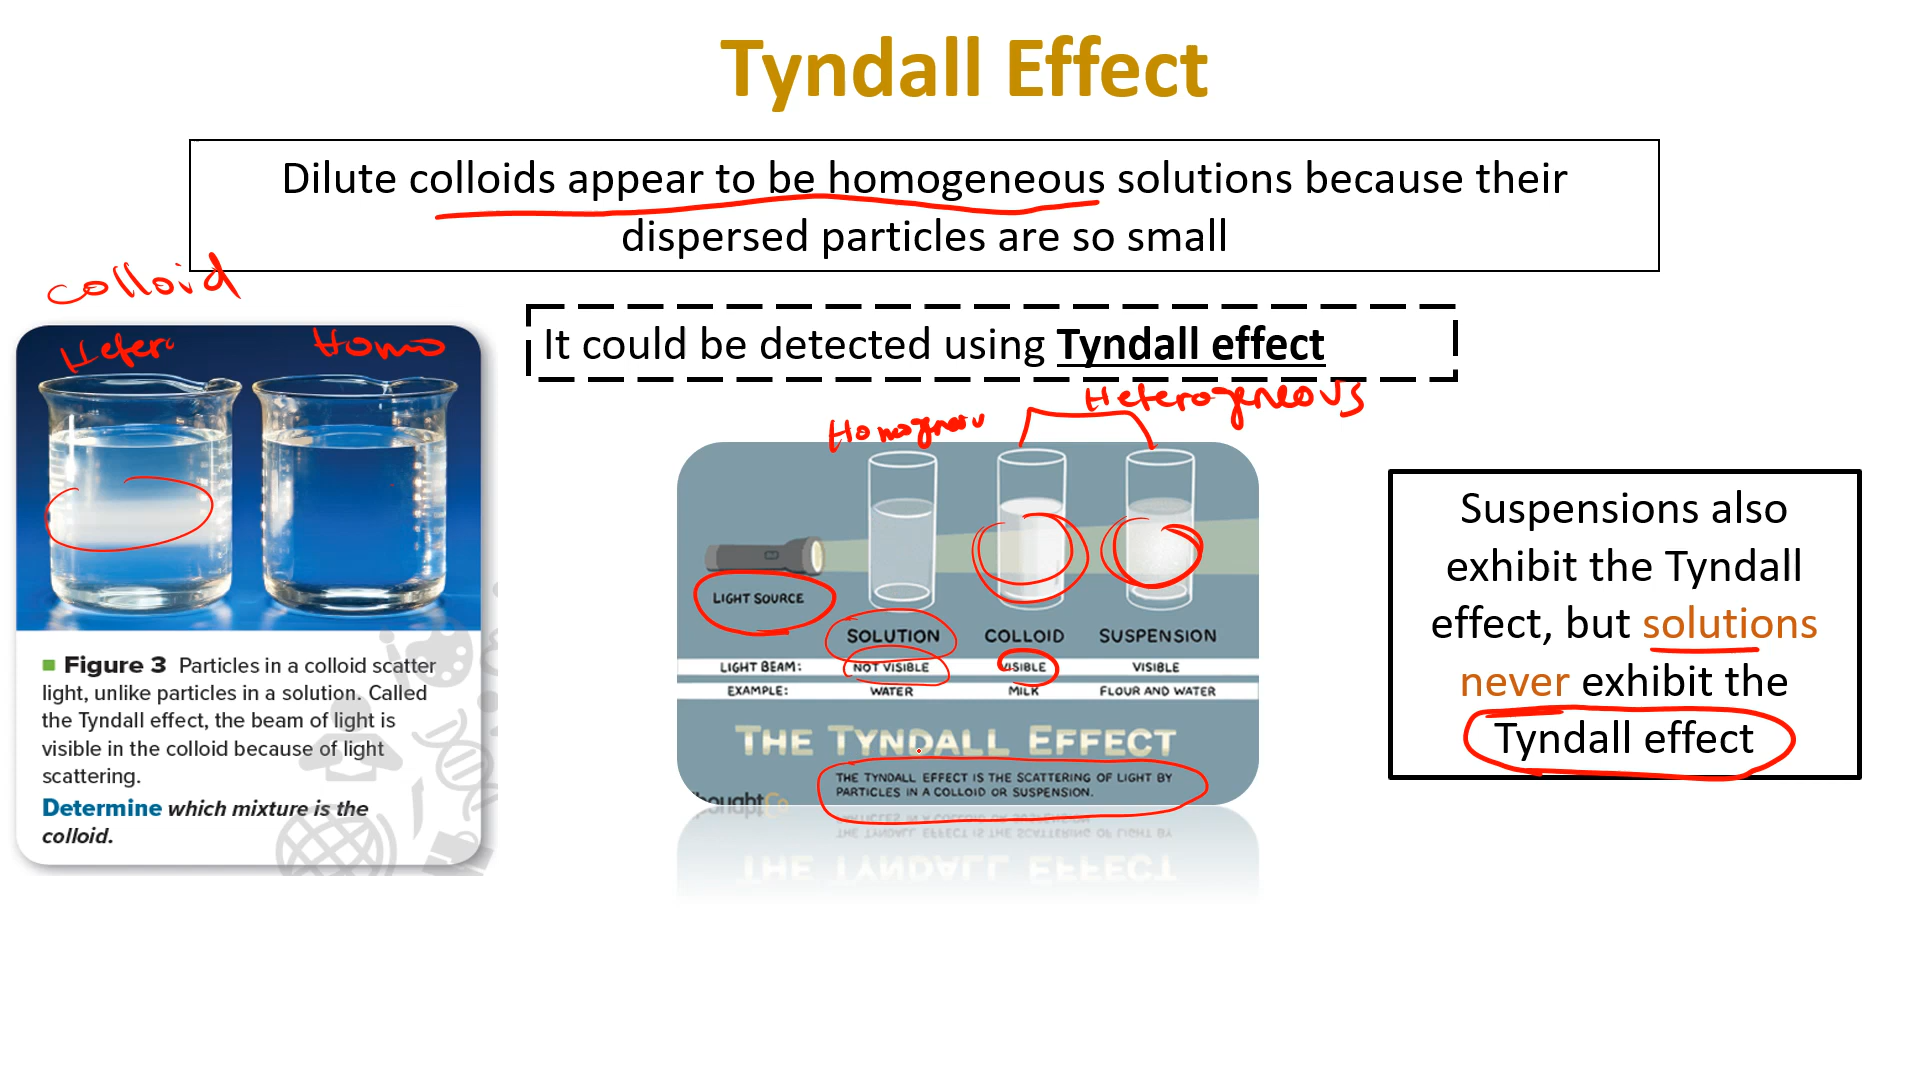 Tyndall Effect
Dilute colloids appear to be homogeneous solutions because their
dispersed particles are so small
colloid
Hetero
Homo
It could be detected using Tyndall effect
Heterogeneous
LIGHT SOURCE
SOLUTION COLLOID SUSPENSION
LIGHT BEAM: NOT VISIBLE VISIBLE VISIBLE
EXAMPLE: WATER MILK FLOUR AND WATER
THE TYNDALL EFFECT
THE TYNDALL EFFECT IS THE SCATTERING OF LIGHT BY
PARTICLES IN A COLLOID OR SUSPENSION.
Suspensions also
exhibit the Tyndall
effect, but solutions
never exhibit the
Tyndall effect
Figure 3 Particles in a colloid scatter
light, unlike particles in a solution. Called
the Tyndall effect, the beam of light is
visible in the colloid because of light
scattering.
Determine which mixture is the
colloid.